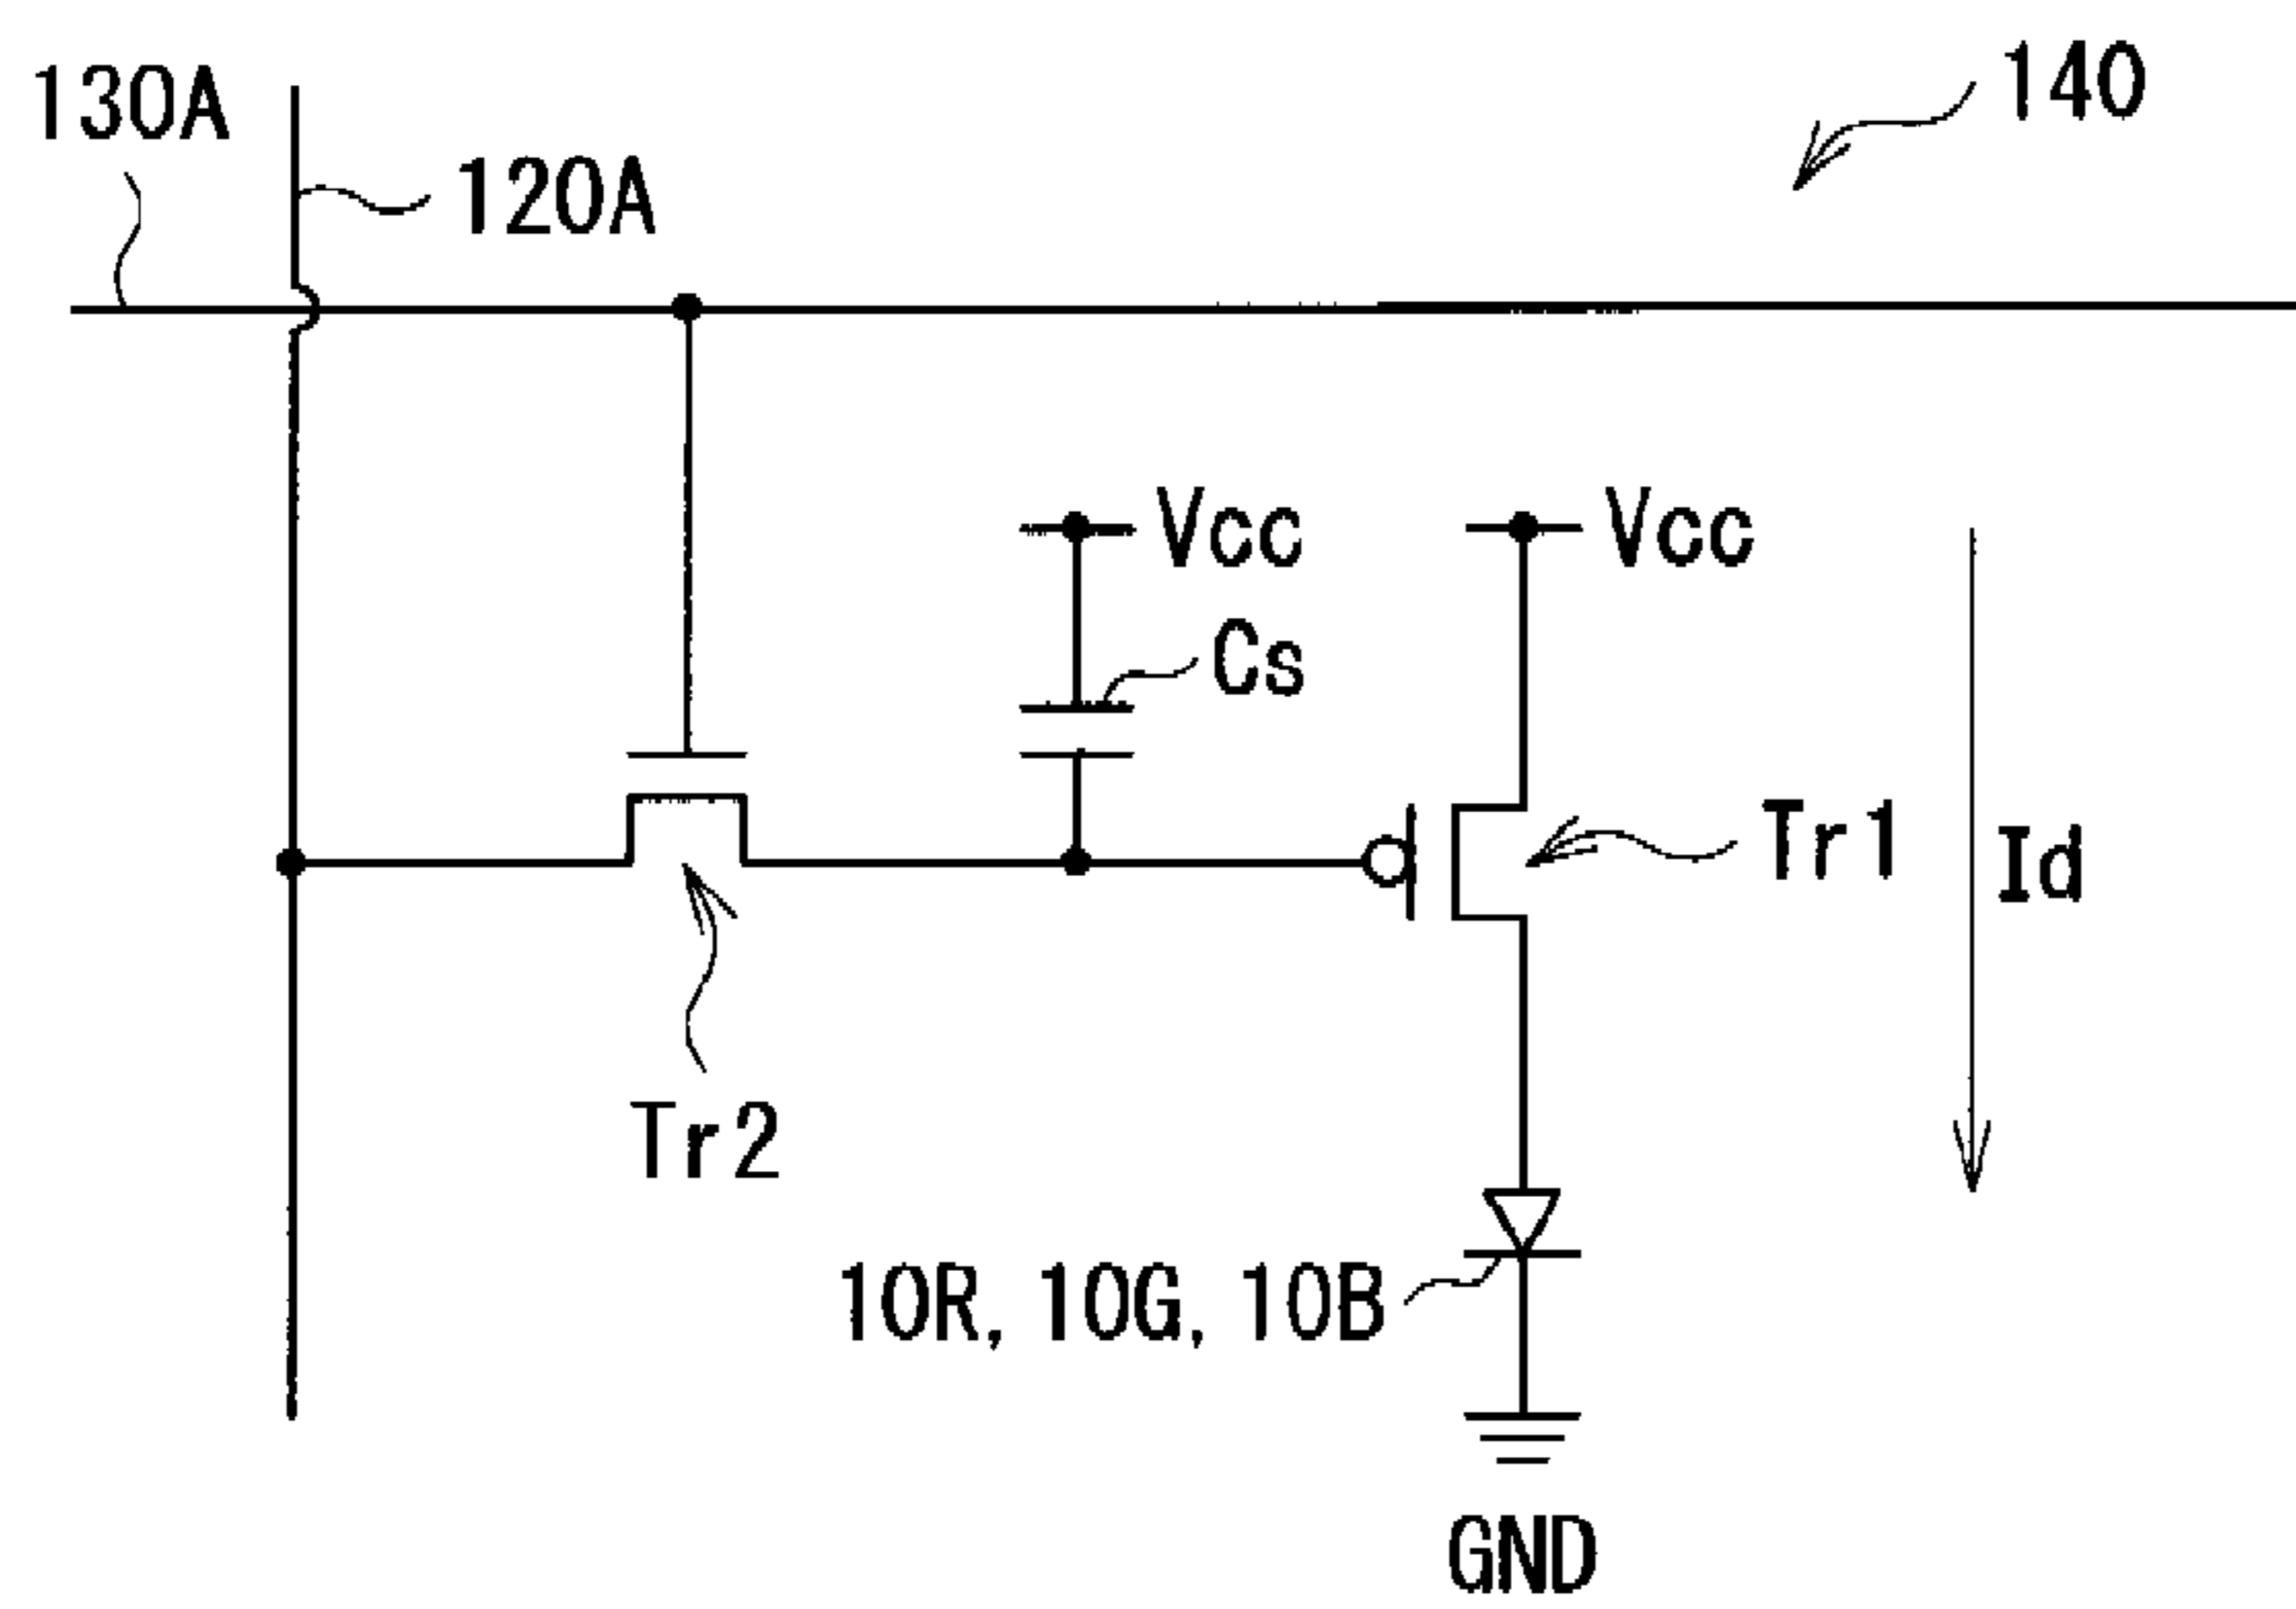 130A
140
120A
Vcc
Vcc
Cs
Tr1
Id
Tr2
10R, 10G, 10B
GND